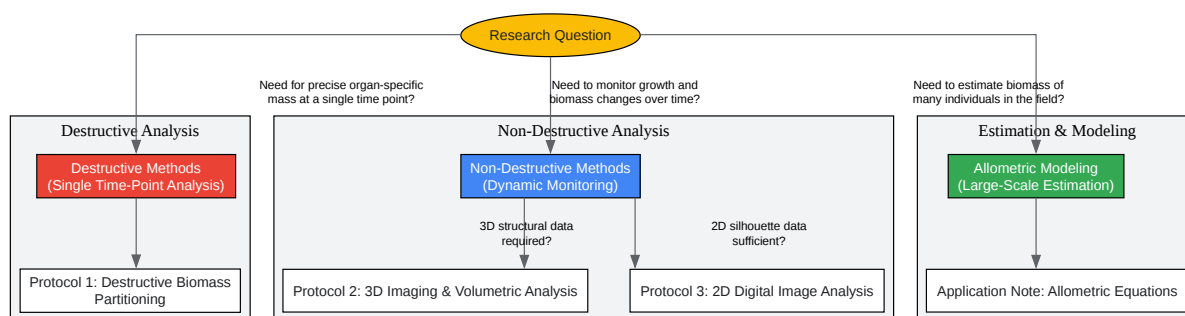 Research Question
Need for precise organ-specific
mass at a single time point?
Need to monitor growth and
biomass changes over time?
Need to estimate biomass of
many individuals in the field?
Destructive Analysis
Non-Destructive Analysis
Estimation & Modeling
Destructive Methods
(Single Time-Point Analysis)
Non-Destructive Methods
(Dynamic Monitoring)
Allometric Modeling
(Large-Scale Estimation)
3D structural data
required?
2D silhouette data
sufficient?
Protocol 1: Destructive Biomass
Partitioning
Protocol 2: 3D Imaging & Volumetric Analysis
Protocol 3: 2D Digital Image Analysis
Application Note: Allometric Equations